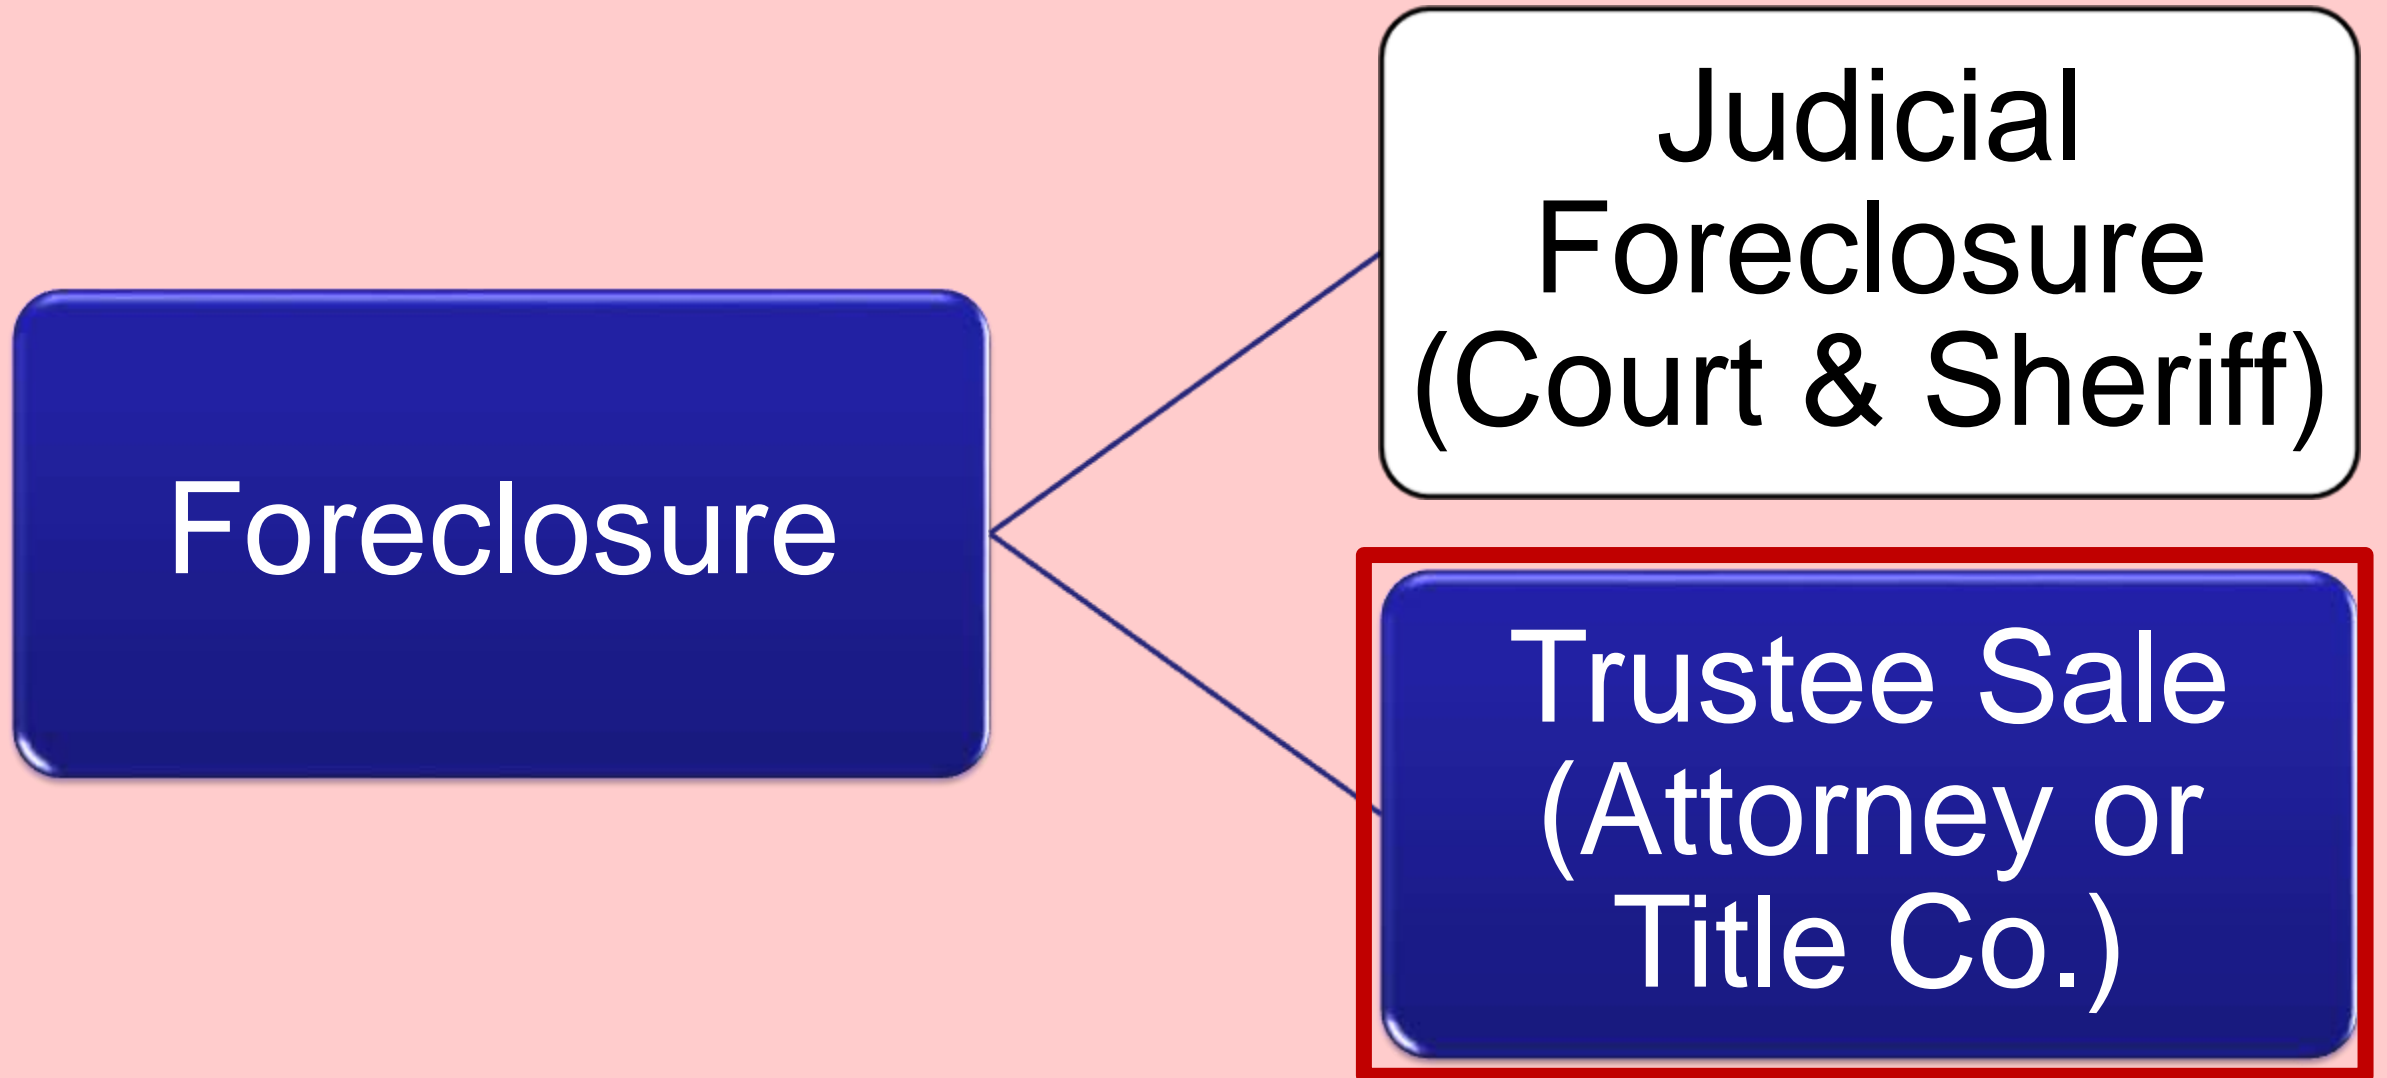 Foreclosure
Judicial
Foreclosure
(Court & Sheriff)
Trustee Sale
(Attorney or
Title Co.)